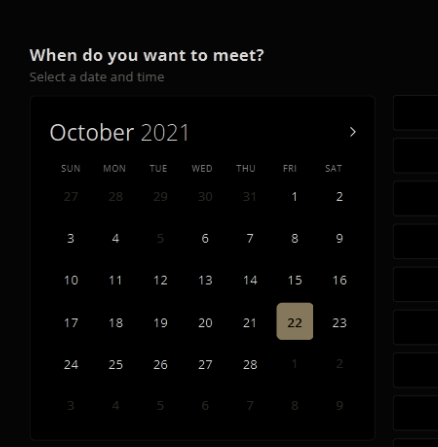 When do you want to meet?
Select a date and time
October 2021 >
SUN MON TUE WED THU FRI SAT
27 28 29 30 31 1 2
3 4 5 6 7 8 9
10 11 12 13 14 15 16
17 18 19 20 21 22 23
24 25 26 27 28 1 2
3 4 5 6 7 8 9